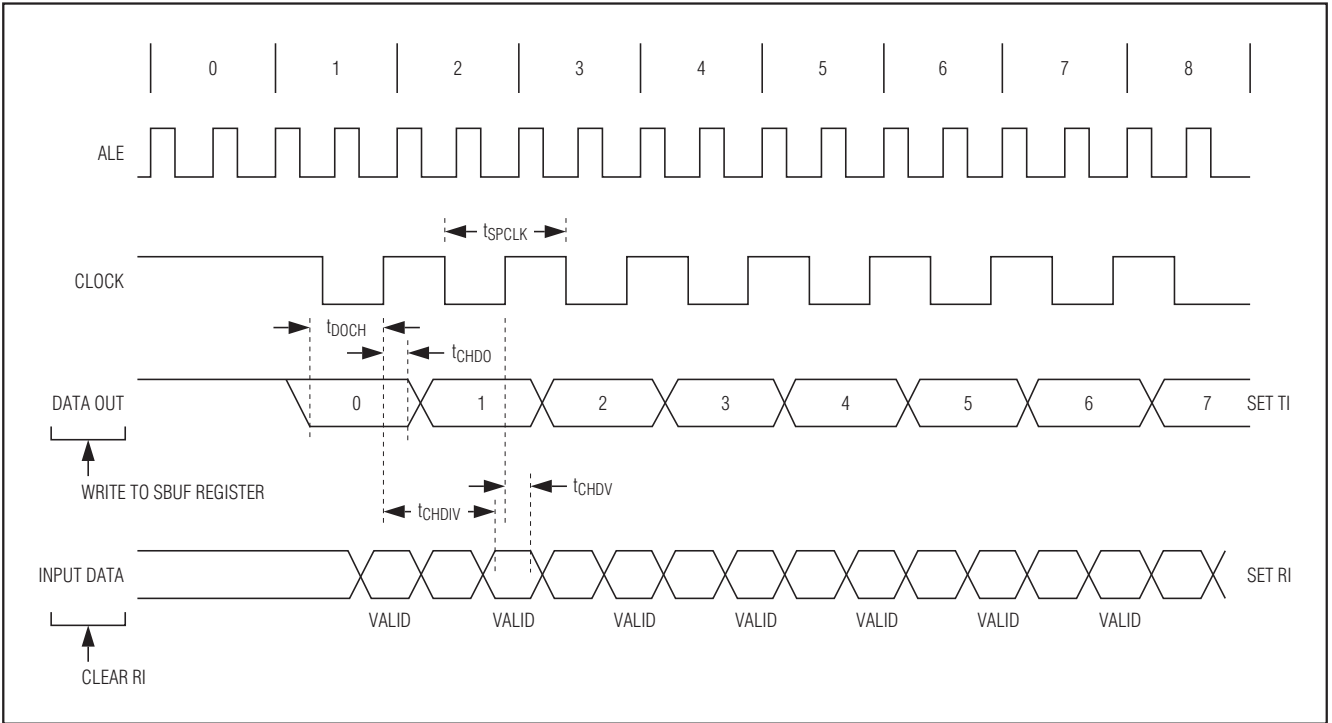 0 1 2 3 4 5 6 7 8
ALE
tSPCLK
CLOCK
tDOCH
tCHDO
DATA OUT 0 1 2 3 4 5 6 7 SET TI
WRITE TO SBUF REGISTER
tCHDV
tCHDIV
INPUT DATA SET RI
VALID VALID VALID VALID VALID VALID VALID
CLEAR RI